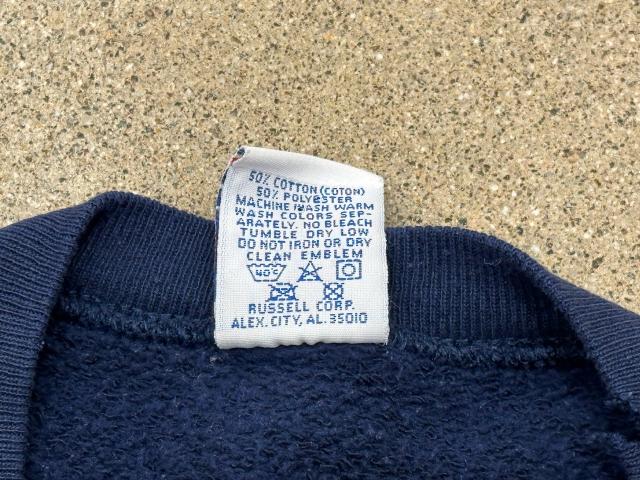 50% COTTON (COTON)
50% POLYESTER
MACHINE WASH WARM
WASH COLORS SEP-
ARATELY. NO BLEACH
TUMBLE DRY LOW
DO NOT IRON OR DRY
CLEAN EMBLEM
40°C
RUSSELL CORP.
ALEX. CITY, AL. 35010